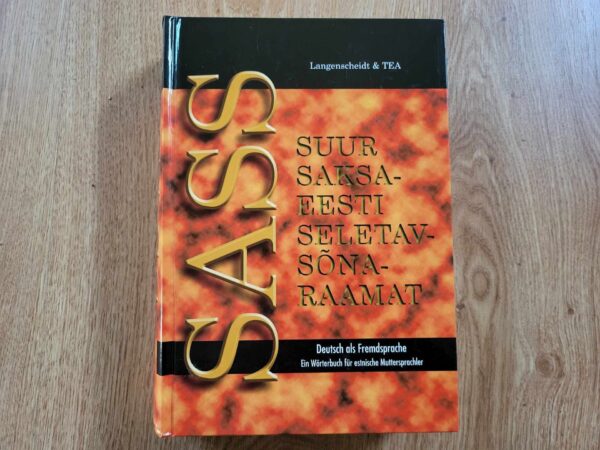 Langenscheidt & TEA
SASS
SUUR
SAKSA-
EESTI
SELETAV-
SÕNA-
RAAMAT
Deutsch als Fremdsprache
Ein Wörterbuch für estnische Muttersprachler